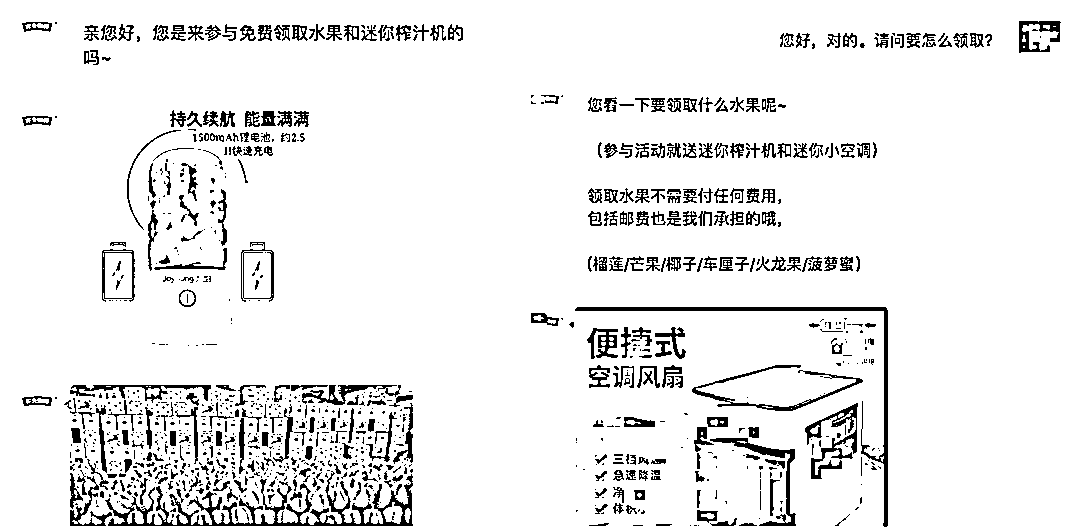 亲您好，您是来参与免费领取水果和迷你榨汁机的
吗~
持久续航 能量满满
1500mAh锂电池，约2.5
H快速充电
您好，对的。请问要怎么领取？
您看一下要领取什么水果呢~
（参与活动就送迷你榨汁机和迷你小空调）
领取水果不需要付任何费用，
包括邮费也是我们承担的哦，
（榴莲/芒果/椰子/车厘子/火龙果/菠萝蜜）
便捷式
空调风扇
三挡
急速降温
净
体积